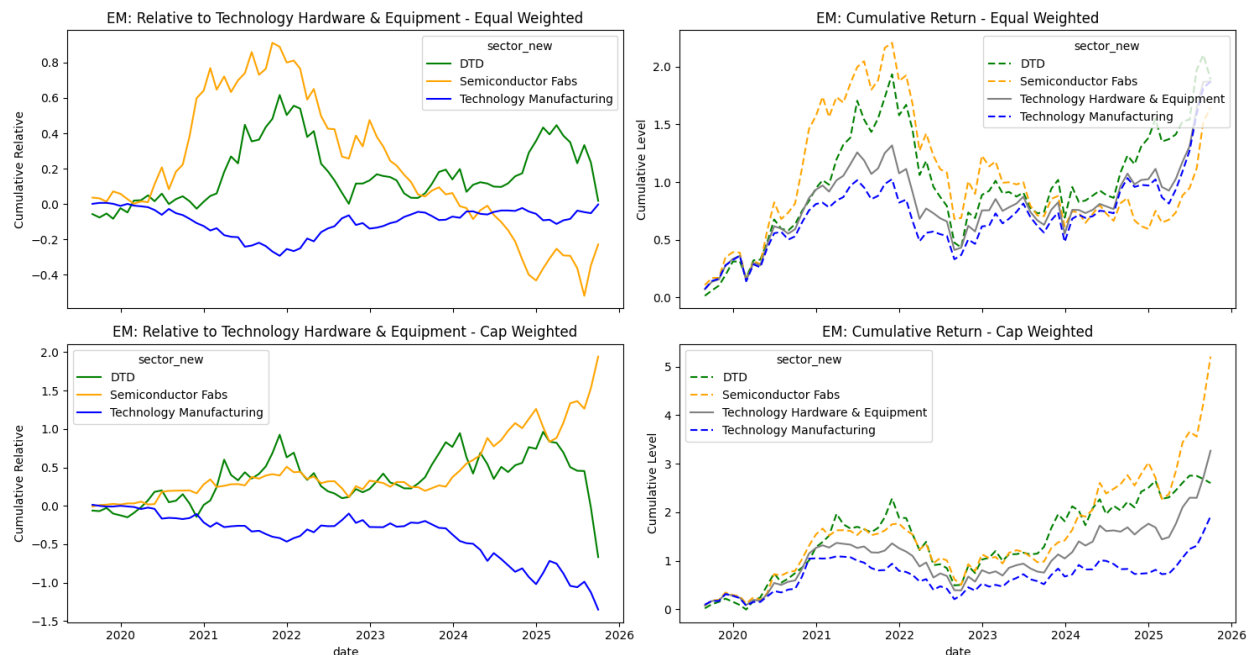 EM: Relative to Technology Hardware & Equipment - Equal Weighted
0.8
0.6
0.4
0.2
0.0
−0.2
−0.4
Cumulative Relative
sector_new
DTD
Semiconductor Fabs
Technology Manufacturing
EM: Cumulative Return - Equal Weighted
2.0
1.5
1.0
0.5
0.0
Cumulative Level
sector_new
DTD
Semiconductor Fabs
Technology Hardware & Equipment
Technology Manufacturing
EM: Relative to Technology Hardware & Equipment - Cap Weighted
2.0
1.5
1.0
0.5
0.0
−0.5
−1.0
−1.5
Cumulative Relative
sector_new
DTD
Semiconductor Fabs
Technology Manufacturing
2020 2021 2022 2023 2024 2025 2026
date
EM: Cumulative Return - Cap Weighted
5
4
3
2
1
0
Cumulative Level
sector_new
DTD
Semiconductor Fabs
Technology Hardware & Equipment
Technology Manufacturing
2020 2021 2022 2023 2024 2025 2026
date